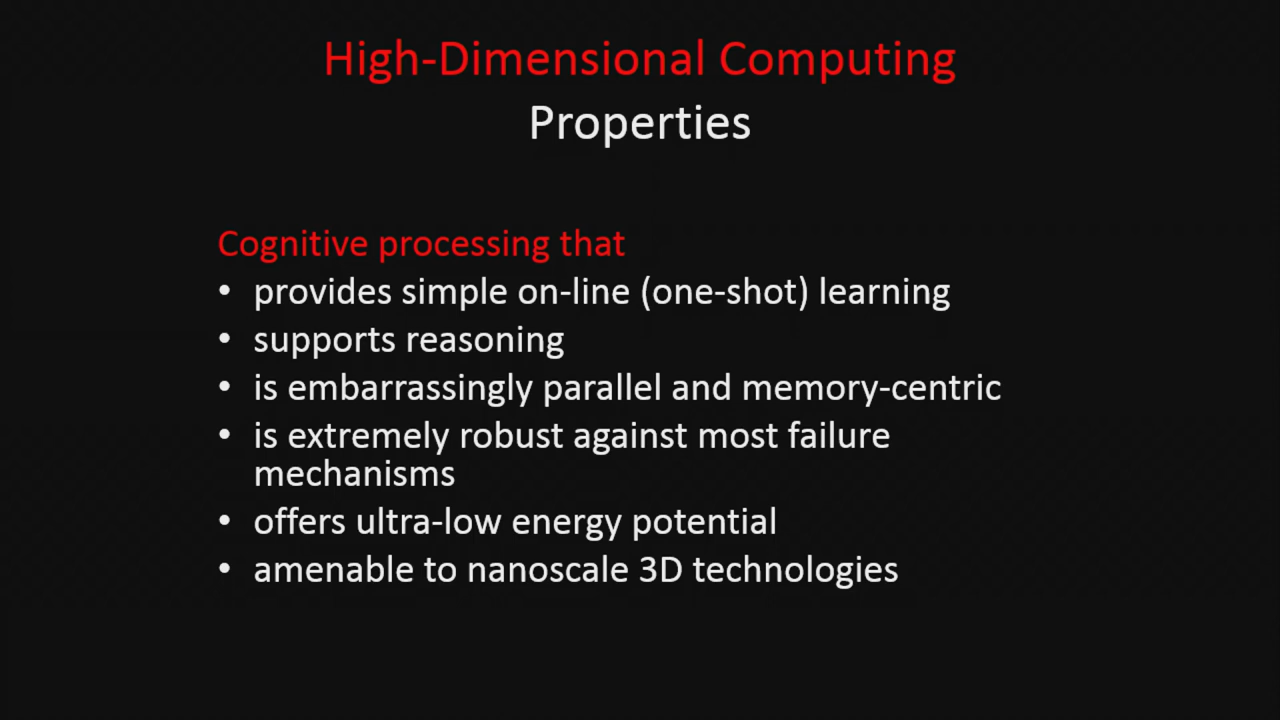 High-Dimensional Computing
Properties
Cognitive processing that
• provides simple on-line (one-shot) learning
• supports reasoning
• is embarrassingly parallel and memory-centric
• is extremely robust against most failure
mechanisms
• offers ultra-low energy potential
• amenable to nanoscale 3D technologies